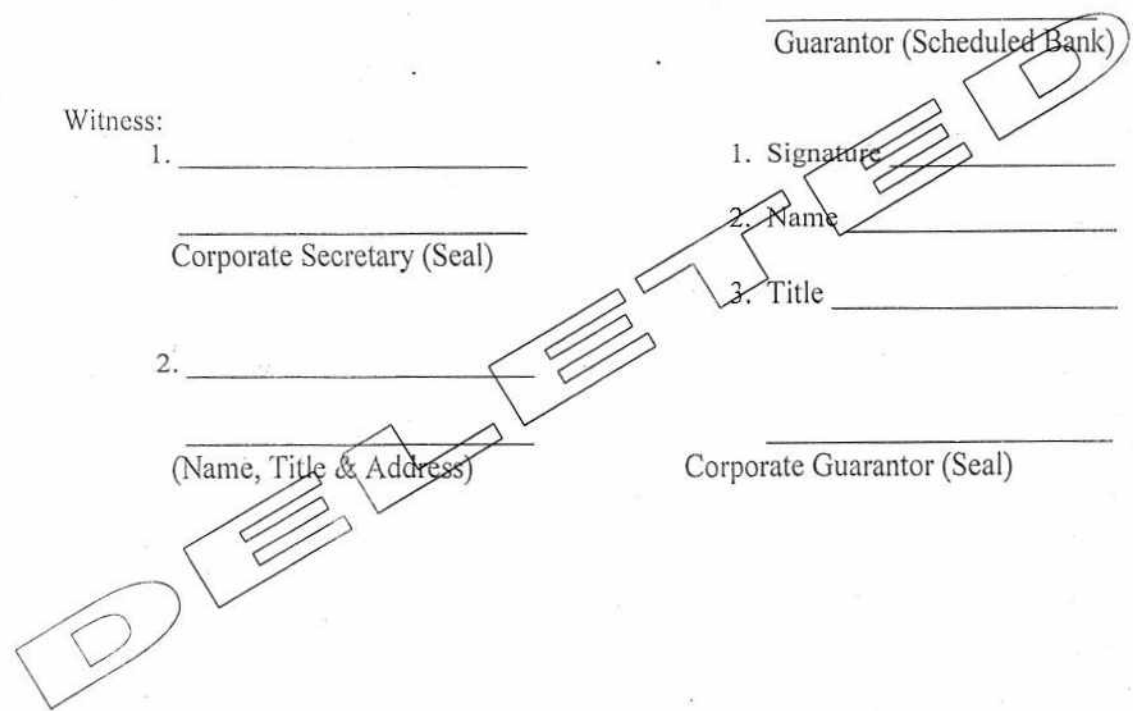 Guarantor (Scheduled Bank)
Witness:
1.
1. Signature
2. Name
Corporate Secretary (Seal)
3. Title
2.
(Name, Title & Address)
Corporate Guarantor (Seal)
DELETED